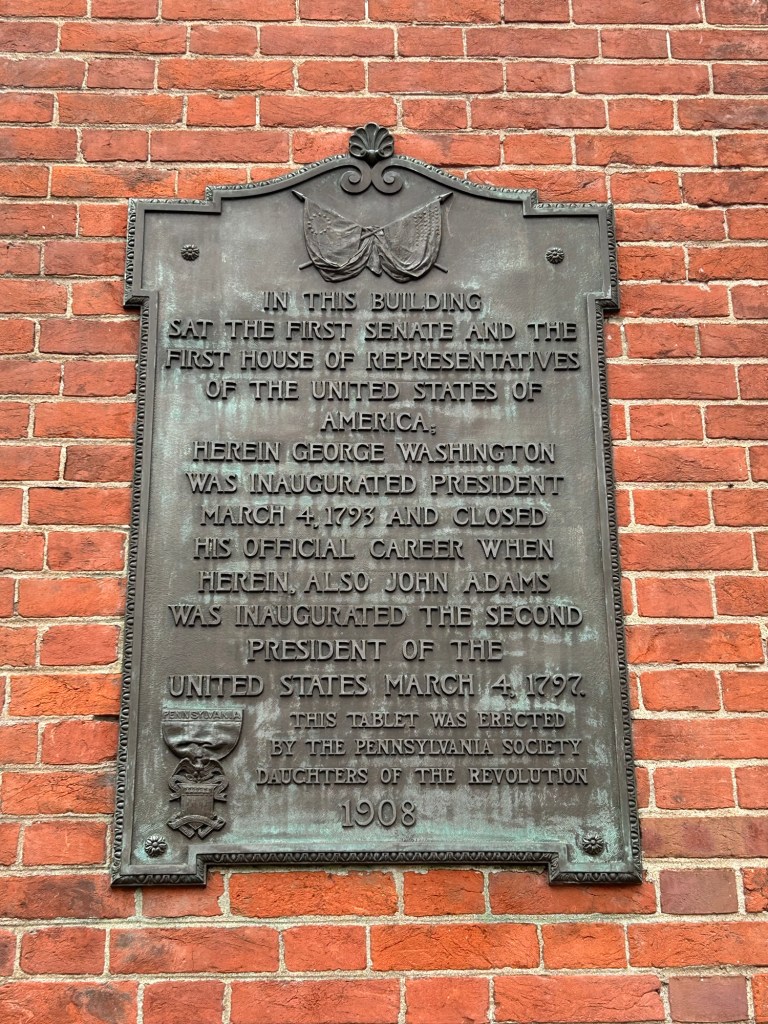 IN THIS BUILDING
SAT THE FIRST SENATE AND THE
FIRST HOUSE OF REPRESENTATIVES
OF THE UNITED STATES OF
AMERICA;
HEREIN GEORGE WASHINGTON
WAS INAUGURATED PRESIDENT
MARCH 4, 1793 AND CLOSED
HIS OFFICIAL CAREER WHEN
HEREIN, ALSO JOHN ADAMS
WAS INAUGURATED THE SECOND
PRESIDENT OF THE
UNITED STATES MARCH 4, 1797.
PENNSYLVANIA
THIS TABLET WAS ERECTED
BY THE PENNSYLVANIA SOCIETY
DAUGHTERS OF THE REVOLUTION
1908